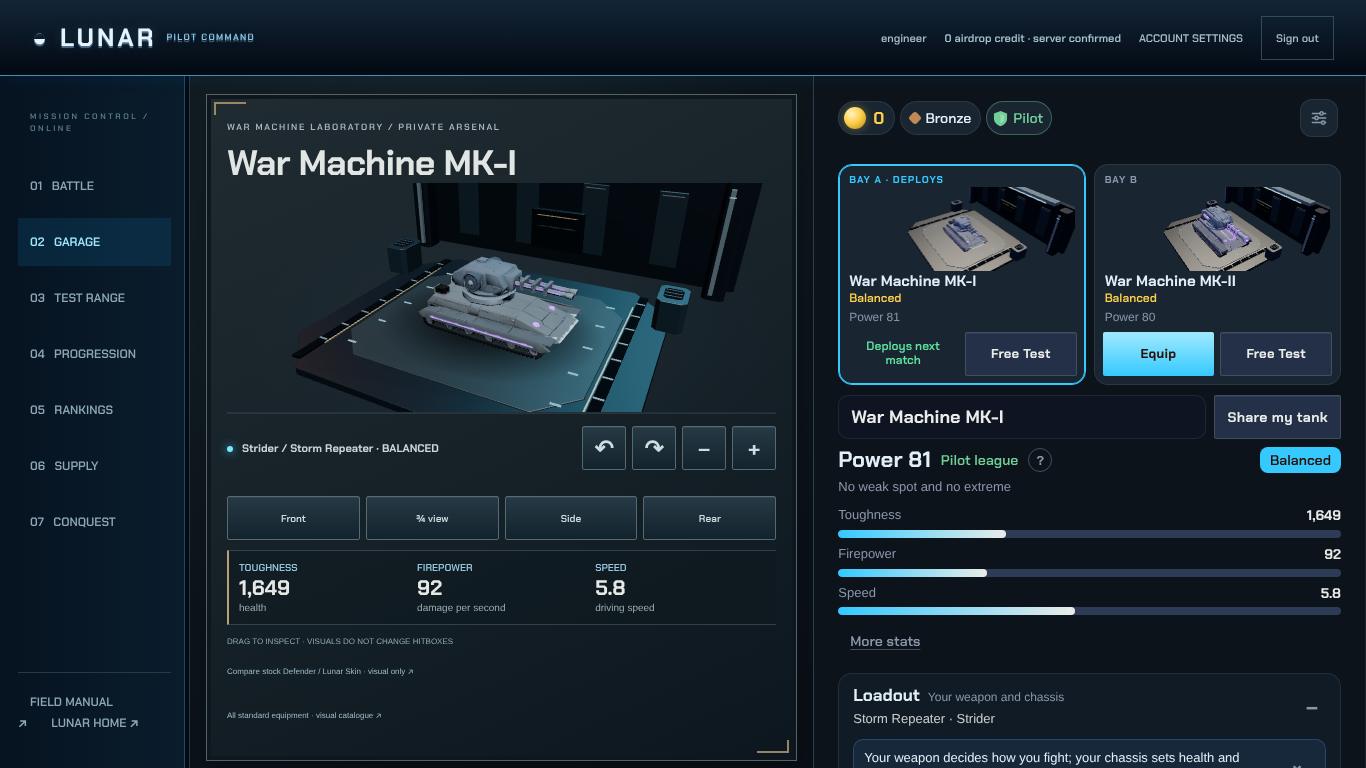 LUNAR PILOT COMMAND
engineer 0 airdrop credit · server confirmed ACCOUNT SETTINGS Sign out
MISSION CONTROL /
ONLINE
01 BATTLE
02 GARAGE
03 TEST RANGE
04 PROGRESSION
05 RANKINGS
06 SUPPLY
07 CONQUEST
FIELD MANUAL
↗ LUNAR HOME ↗
WAR MACHINE LABORATORY / PRIVATE ARSENAL
War Machine MK-I
Strider / Storm Repeater · BALANCED
↶ ↷ − +
Front ¾ view Side Rear
TOUGHNESS FIREPOWER SPEED
1,649 92 5.8
health damage per second driving speed
DRAG TO INSPECT · VISUALS DO NOT CHANGE HITBOXES
Compare stock Defender / Lunar Skin · visual only ↗
All standard equipment · visual catalogue ↗
0 Bronze Pilot
BAY A · DEPLOYS
War Machine MK-I
Balanced
Power 81
Deploys next
match
Free Test
BAY B
War Machine MK-II
Balanced
Power 80
Equip Free Test
War Machine MK-I Share my tank
Power 81 Pilot league ? Balanced
No weak spot and no extreme
Toughness 1,649
Firepower 92
Speed 5.8
More stats
Loadout Your weapon and chassis −
Storm Repeater · Strider
Your weapon decides how you fight; your chassis sets health and